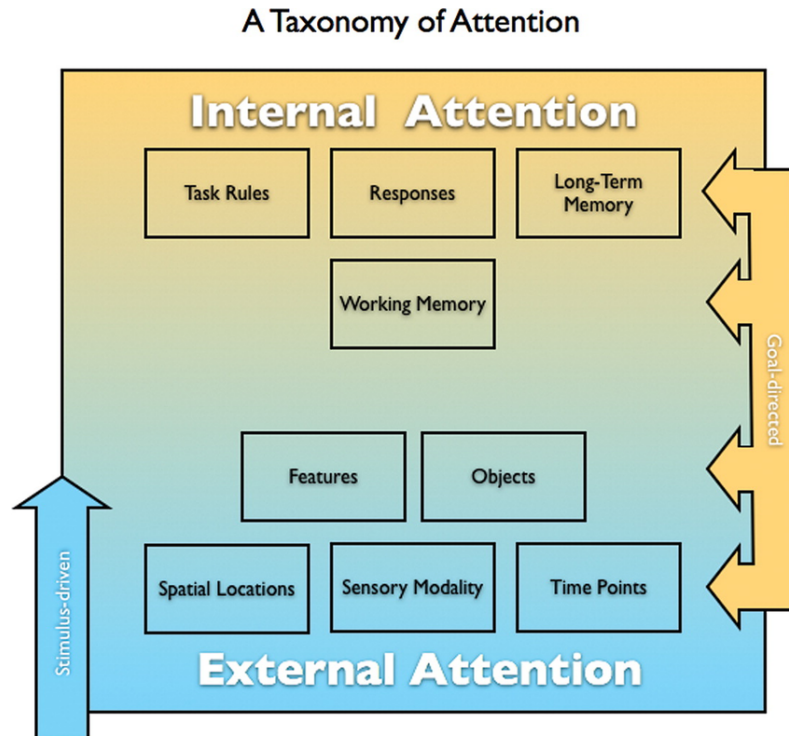 A Taxonomy of Attention
Internal Attention
Task Rules
Responses
Long-Term
Memory
Working Memory
Features
Objects
Spatial Locations
Sensory Modality
Time Points
External Attention
Stimulus-driven
Goal-directed